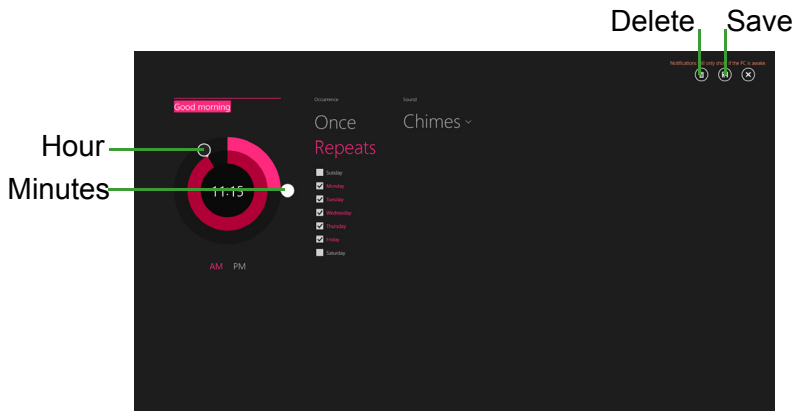 Delete Save
Notifications will only show if the PC is awake.
Good morning
Occurrence
Sound
Once
Chimes
Repeats
Hour
Minutes
11:15
Sunday
Monday
Tuesday
Wednesday
Thursday
Friday
Saturday
AM PM